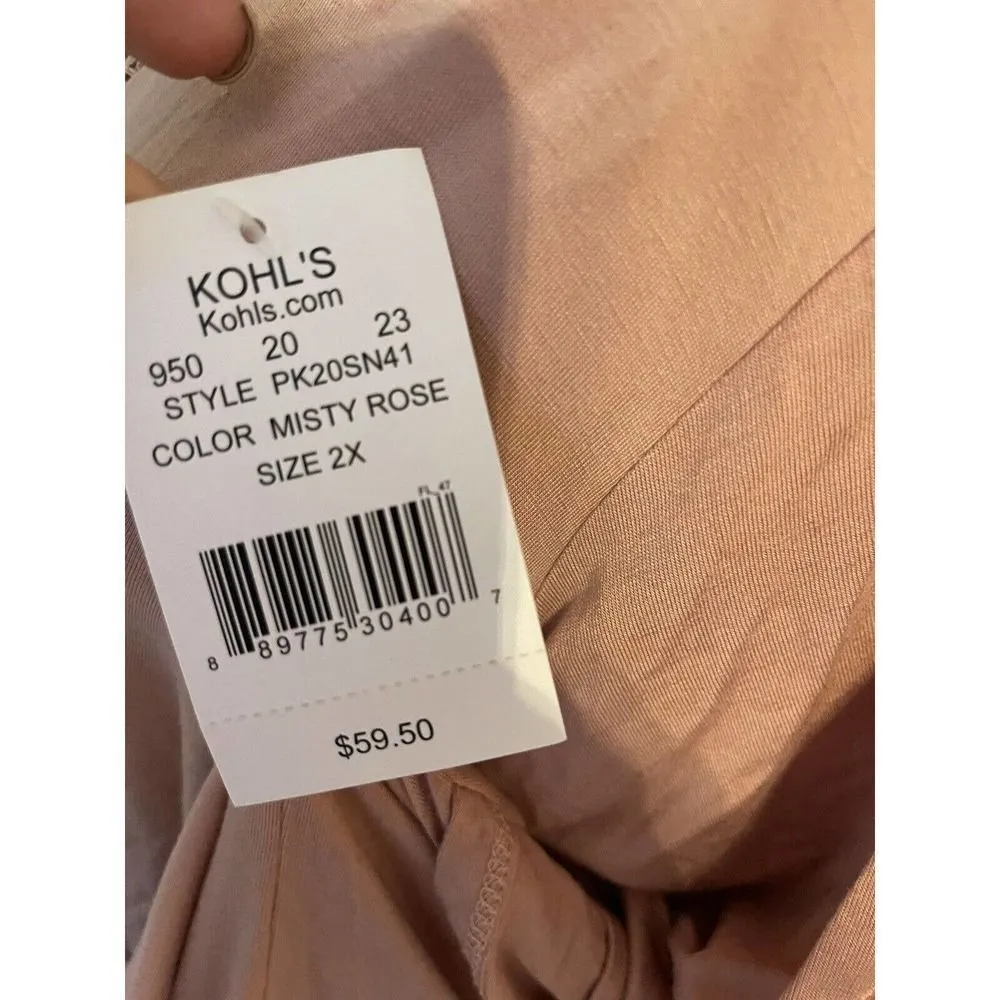 KOHL'S
Kohls.com
950 20 23
STYLE PK20SN41
COLOR MISTY ROSE
SIZE 2X
FL_47
8 89775 30400 7
$59.50